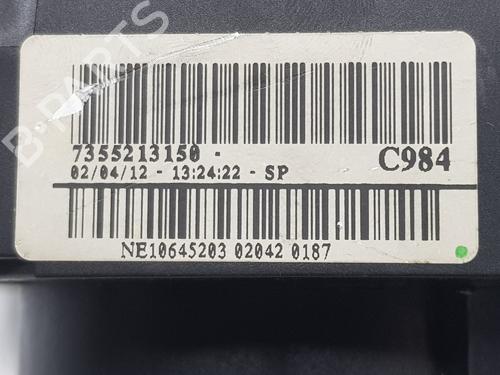 B-PARTS
7355213150 -
C984
02/04/12 - 13:24:22 - SP
NE10645203 02042 0187